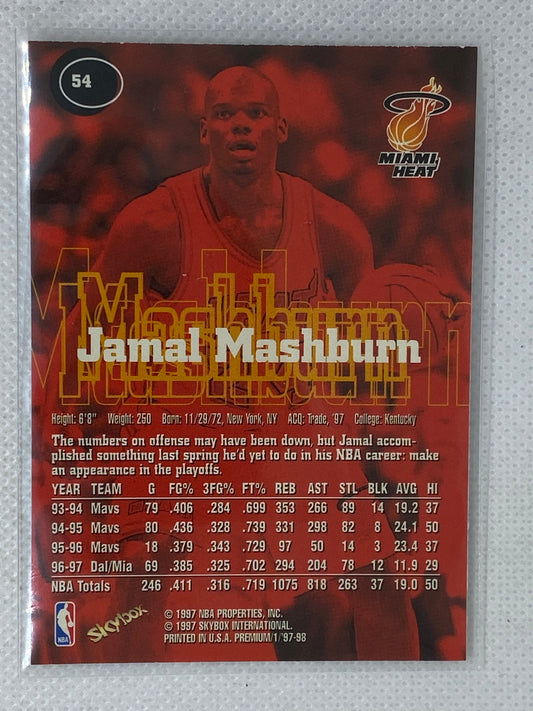 54
MIAMI
HEAT
Mashburn
Jamal Mashburn
Height: 6'8" Weight: 250 Born: 11/29/72, New York, NY ACQ: Trade, '97 College: Kentucky
The numbers on offense may have been down, but Jamal accom-
plished something last spring he'd yet to do in his NBA career: make
an appearance in the playoffs.
YEAR TEAM G FG% 3FG% FT% REB AST STL BLK AVG HI
93-94 Mavs 79 .406 .284 .699 353 266 89 14 19.2 37
94-95 Mavs 80 .436 .328 .739 331 298 82 8 24.1 50
95-96 Mavs 18 .379 .343 .729 97 50 14 3 23.4 37
96-97 Dal/Mia 69 .385 .325 .702 294 204 78 12 11.9 29
NBA Totals 246 .411 .316 .719 1075 818 263 37 19.0 50
NBA
Skybox
© 1997 NBA PROPERTIES, INC.
© 1997 SKYBOX INTERNATIONAL.
PRINTED IN U.S.A. PREMIUM/1/'97-98